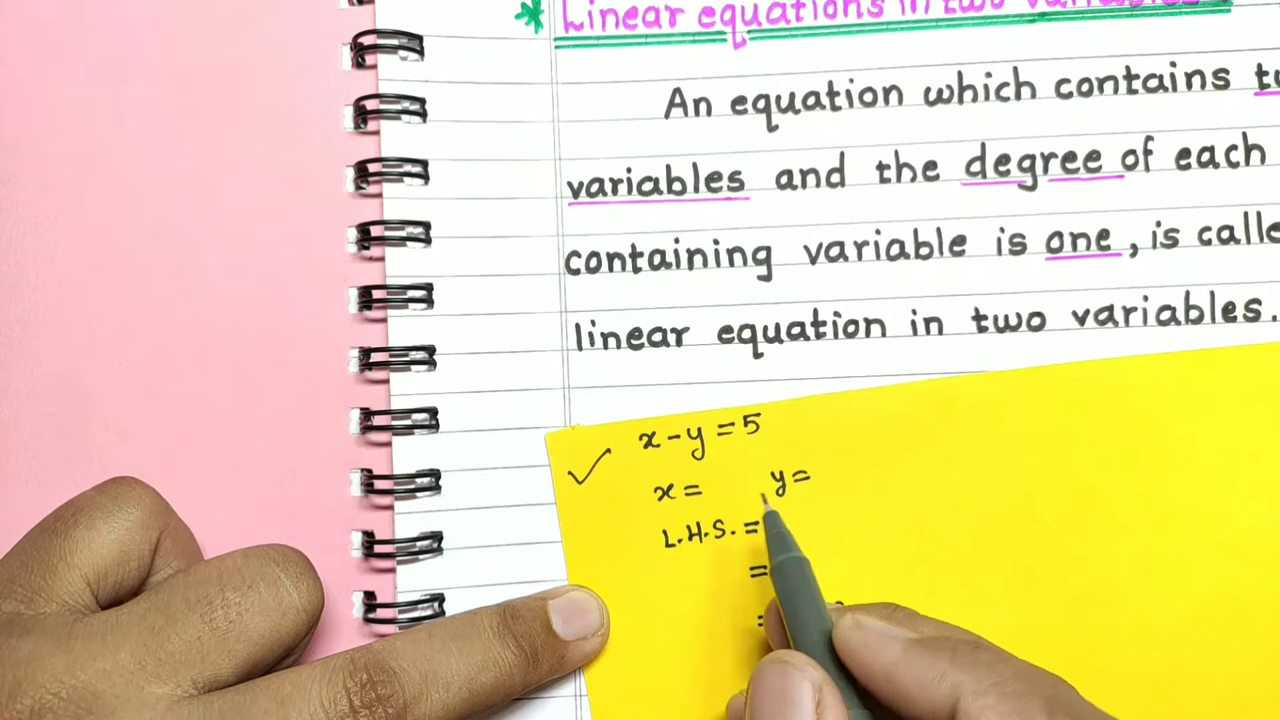 * Linear equations in two variables :
An equation which contains
variables and the degree of each
containing variable is one, is
linear equation in two variables.
✓ x-y=5
x= y=
L.H.S. =
=
=